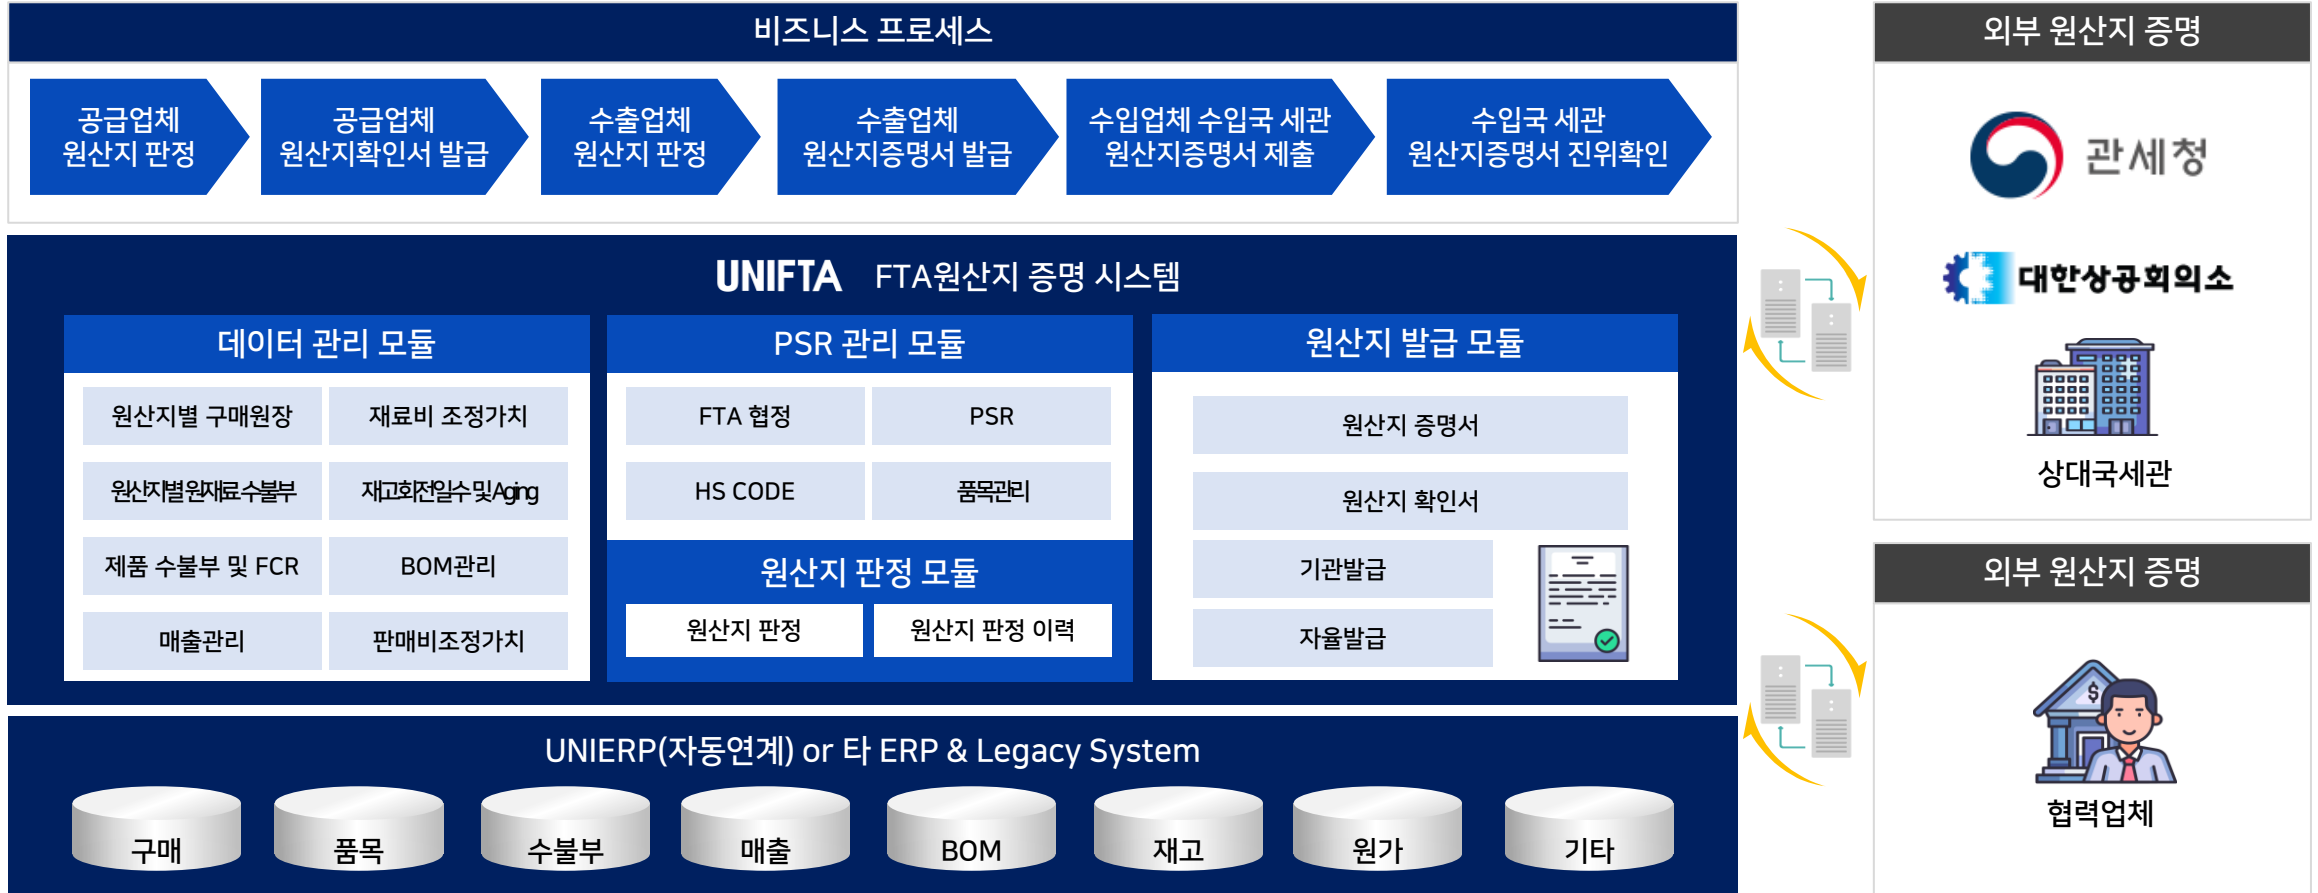 비즈니스 프로세스
공급업체
원산지 판정
공급업체
원산지확인서 발급
수출업체
원산지 판정
수출업체
원산지증명서 발급
수입업체 수입국 세관
원산지증명서 제출
수입국 세관
원산지증명서 진위확인
외부 원산지 증명
관세청
대한상공회의소
상대국세관
UNIFTA FTA원산지 증명 시스템
데이터 관리 모듈
원산지별 구매원장
재료비 조정가치
원산지별 원재료 수불부
재고회전일수 및 Aging
제품 수불부 및 FCR
BOM관리
매출관리
판매비조정가치
PSR 관리 모듈
FTA 협정
PSR
HS CODE
품목관리
원산지 판정 모듈
원산지 판정
원산지 판정 이력
원산지 발급 모듈
원산지 증명서
원산지 확인서
기관발급
자율발급
외부 원산지 증명
$
협력업체
UNIERP(자동연계) or 타 ERP & Legacy System
구매
품목
수불부
매출
BOM
재고
원가
기타